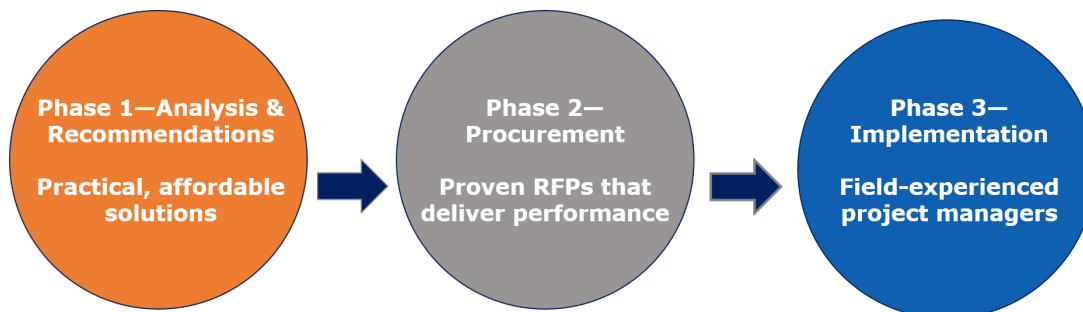 Phase 1—Analysis &
Recommendations
Practical, affordable
solutions
Phase 2—
Procurement
Proven RFPs that
deliver performance
Phase 3—
Implementation
Field-experienced
project managers